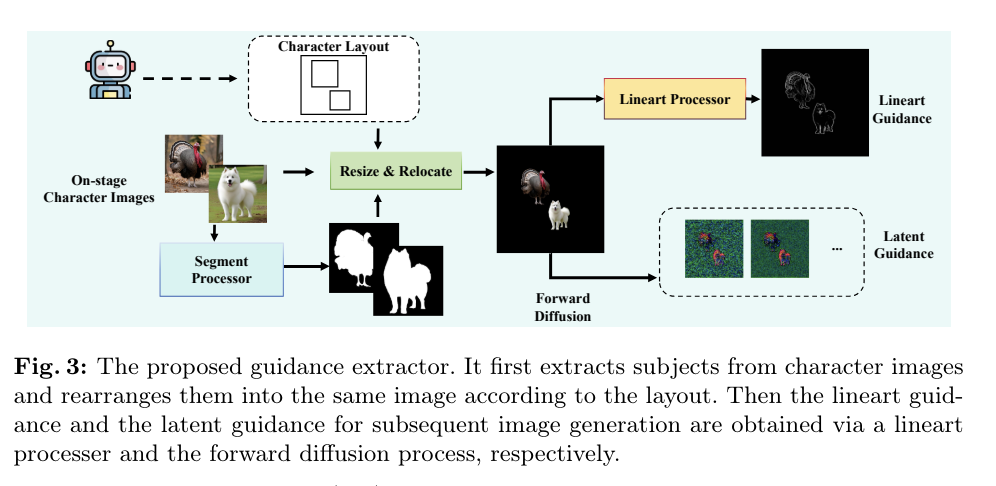 Character Layout
On-stage
Character Images
Resize & Relocate
Segment
Processor
Lineart Processor
Lineart
Guidance
Forward
Diffusion
...
Latent
Guidance
Fig. 3: The proposed guidance extractor. It first extracts subjects from character images
and rearranges them into the same image according to the layout. Then the lineart guid-
ance and the latent guidance for subsequent image generation are obtained via a lineart
processer and the forward diffusion process, respectively.